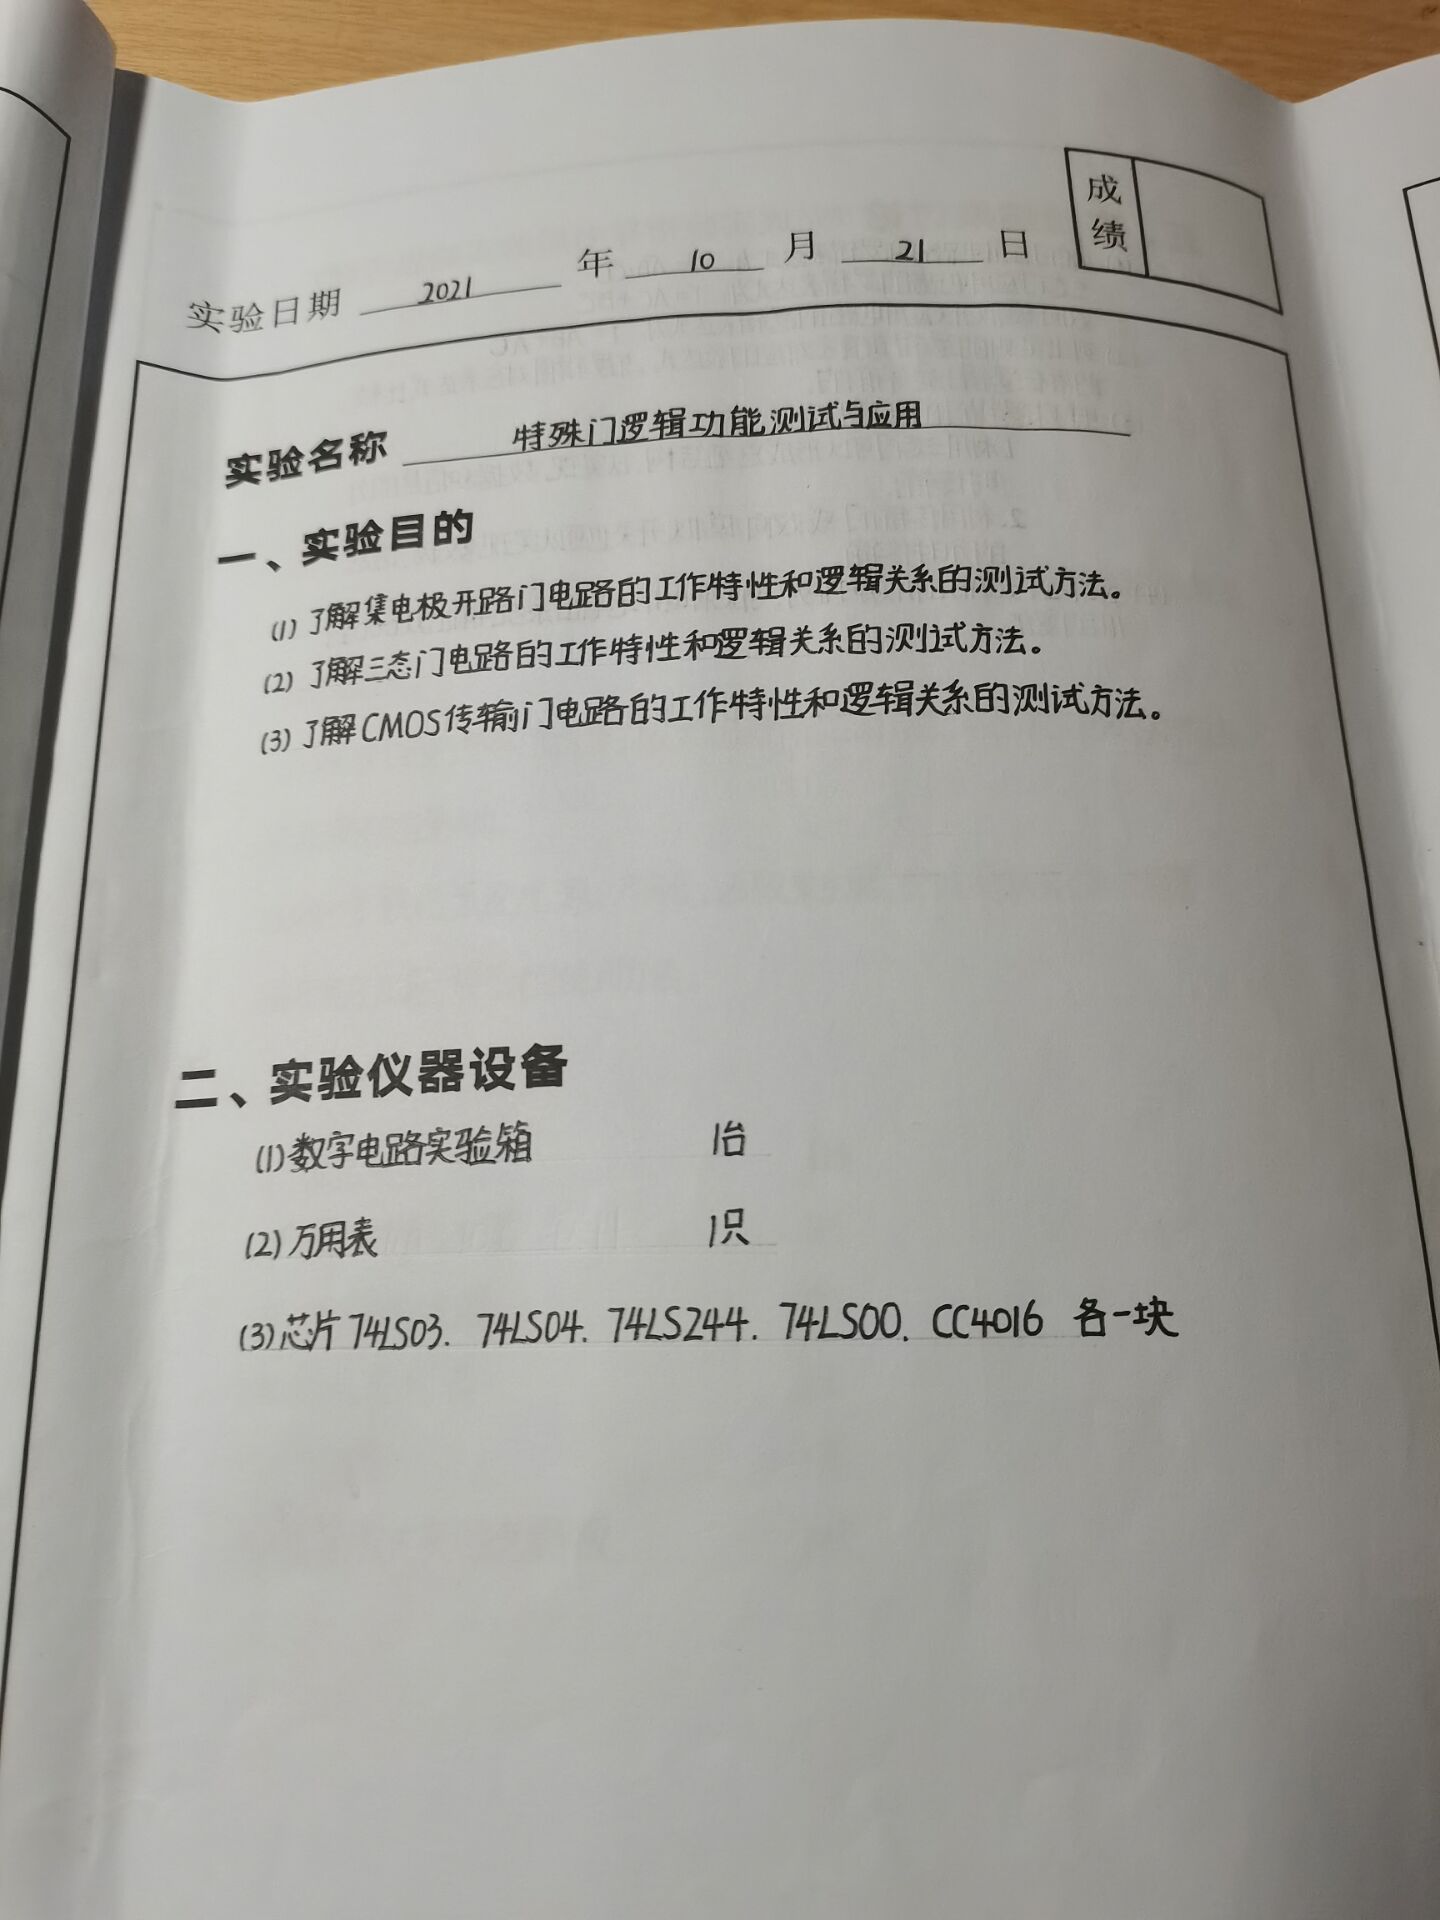 成绩
实验日期 2021 年 10 月 21 日
实验名称 特殊门逻辑功能测试与应用
一、实验目的
(1) 了解集电极开路门电路的工作特性和逻辑关系的测试方法。
(2) 了解三态门电路的工作特性和逻辑关系的测试方法。
(3) 了解CMOS传输门电路的工作特性和逻辑关系的测试方法。
二、实验仪器设备
(1) 数字电路实验箱 1台
(2) 万用表 1只
(3) 芯片 74LS03. 74LS04. 74LS244. 74LS00. CC4016 各一块